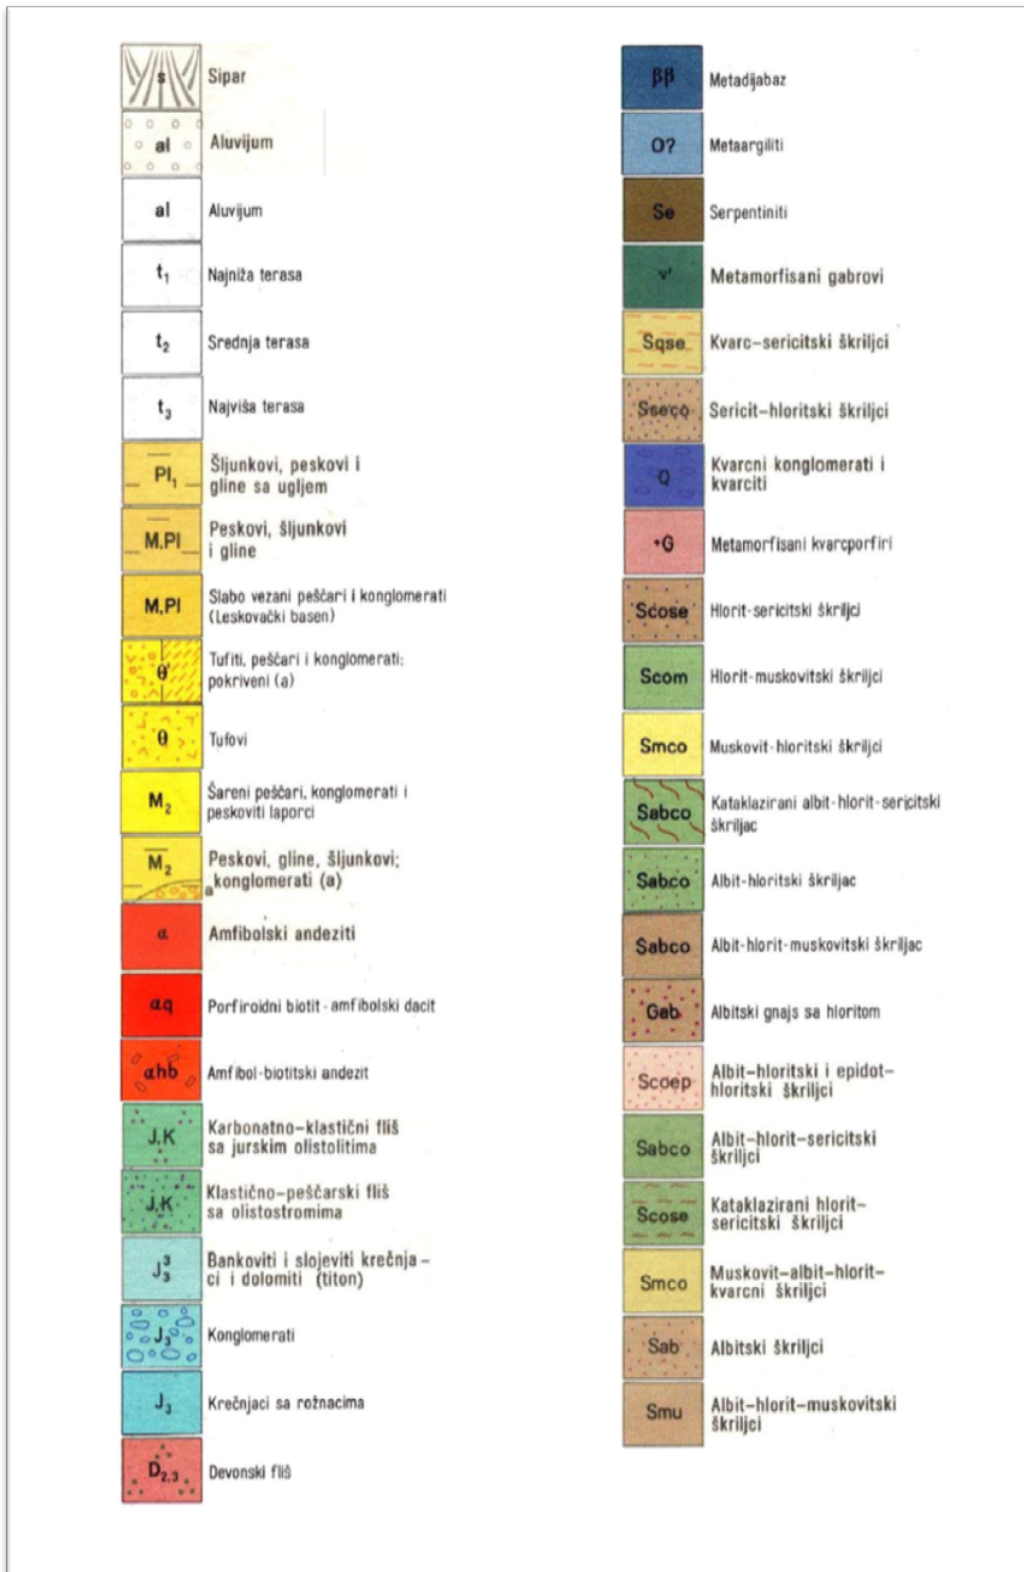 s Sipar
al Aluvijum
al Aluvijum
t₁ Najniža terasa
t₂ Srednja terasa
t₃ Najviša terasa
Pl₁ Šljunkovi, peskovi i
gline sa ugljem
M,Pl Peskovi, šljunkovi
i gline
M,Pl Slabo vezani peščari i konglomerati
(Leskovački basen)
θ' Tufiti, peščari i konglomerati;
pokriveni (a)
θ Tufovi
M₂ Šareni peščari, konglomerati i
peskoviti laporci
M₂ Peskovi, gline, šljunkovi;
a konglomerati (a)
α Amfibolski andeziti
αq Porfiroidni biotit-amfibolski dacit
αhb Amfibol-biotitski andezit
J,K Karbonatno-klastični fliš
sa jurskim olistolitima
J,K Klastično-peščarski fliš
sa olistostromima
J₃³ Bankoviti i slojeviti krečnja-
ci i dolomiti (titon)
J₃ Konglomerati
J₃ Krečnjaci sa rožnacima
D₂,₃ Devonski fliš
ββ Metadijabaz
O? Metaargiliti
Se Serpentiniti
ν' Metamorfisani gabrovi
Sqse Kvarc-sericitski škriljci
Sseco Sericit-hloritski škriljci
Q Kvarcni konglomerati i
kvarciti
+G Metamorfisani kvarcporfiri
Scose Hlorit-sericitski škriljci
Scom Hlorit-muskovitski škriljci
Smco Muskovit-hloritski škriljci
Sabco Kataklazirani albit-hlorit-sericitski
škriljac
Sabco Albit-hloritski škriljac
Sabco Albit-hlorit-muskovitski škriljac
Gab Albitski gnajs sa hloritom
Scoep Albit-hloritski i epidot-
hloritski škriljci
Sabco Albit-hlorit-sericitski
škriljci
Scose Kataklazirani hlorit-
sericitski škriljci
Smco Muskovit-albit-hlorit-
kvarcni škriljci
Sab Albitski škriljci
Smu Albit-hlorit-muskovitski
škriljci